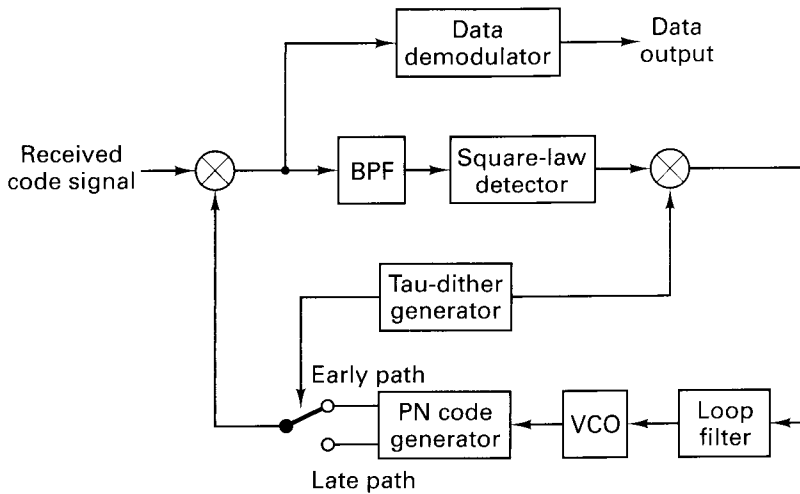 Data
demodulator
Data
output
Received
code signal
BPF
Square-law
detector
Tau-dither
generator
Early path
PN code
generator
VCO
Loop
filter
Late path